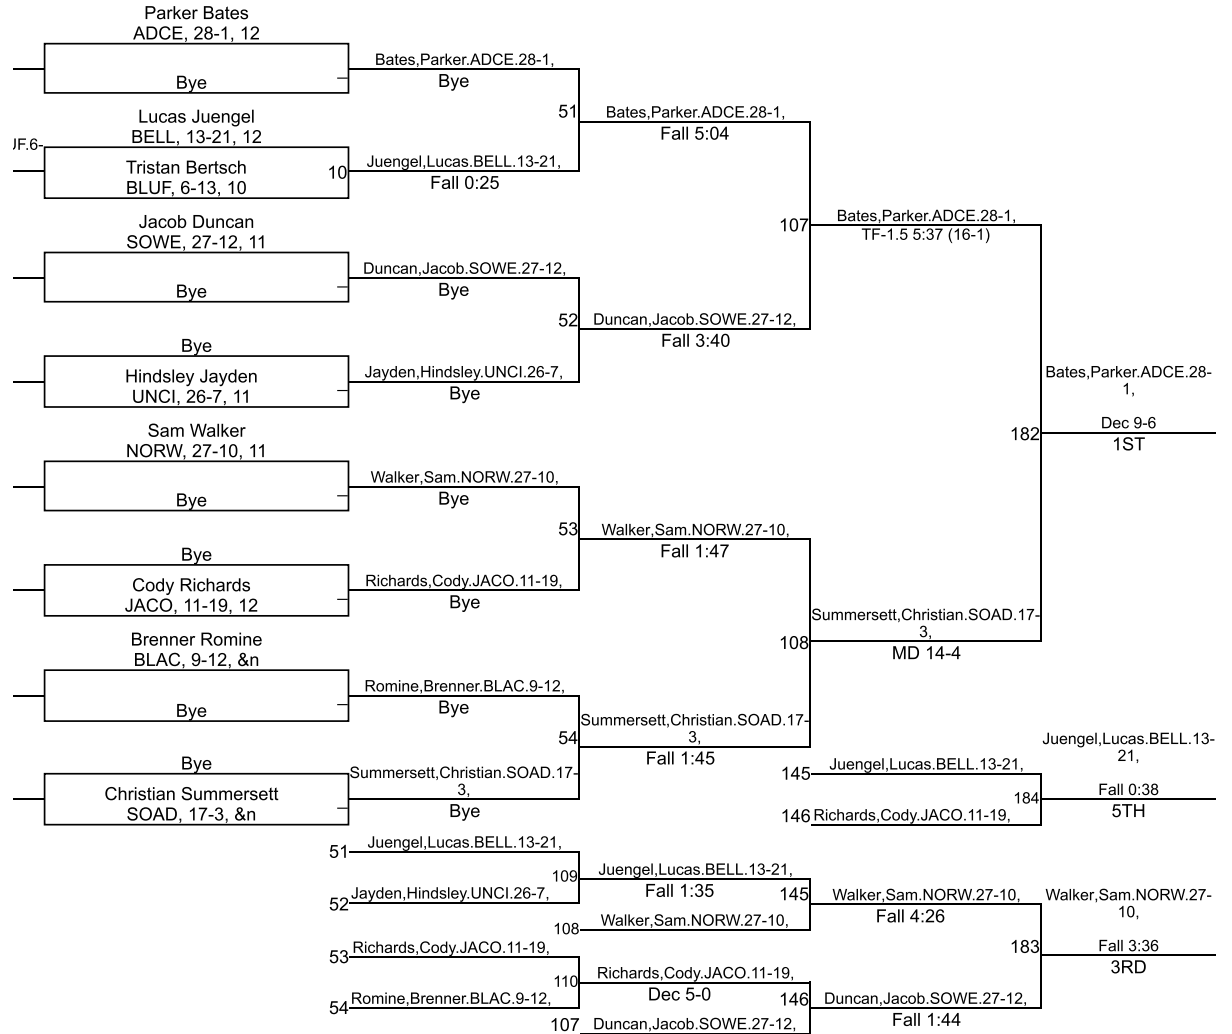 Parker Bates
ADCE, 28-1, 12
Bye
Bates,Parker.ADCE.28-1,
Bye
Lucas Juengel
BELL, 13-21, 12
JF.6-
Tristan Bertsch
BLUF, 6-13, 10
10
Juengel,Lucas.BELL.13-21,
Fall 0:25
51
Bates,Parker.ADCE.28-1,
Fall 5:04
Jacob Duncan
SOWE, 27-12, 11
Bye
Duncan,Jacob.SOWE.27-12,
Bye
Bye
Hindsley Jayden
UNCI, 26-7, 11
Jayden,Hindsley.UNCI.26-7,
Bye
52
Duncan,Jacob.SOWE.27-12,
Fall 3:40
107
Bates,Parker.ADCE.28-1,
TF-1.5 5:37 (16-1)
Sam Walker
NORW, 27-10, 11
Bye
Walker,Sam.NORW.27-10,
Bye
Bye
Cody Richards
JACO, 11-19, 12
Richards,Cody.JACO.11-19,
Bye
53
Walker,Sam.NORW.27-10,
Fall 1:47
Brenner Romine
BLAC, 9-12, &n
Bye
Romine,Brenner.BLAC.9-12,
Bye
Bye
Christian Summersett
SOAD, 17-3, &n
Summersett,Christian.SOAD.17-
3,
Bye
54
Summersett,Christian.SOAD.17-
3,
Fall 1:45
108
Summersett,Christian.SOAD.17-
3,
MD 14-4
182
Bates,Parker.ADCE.28-
1,
Dec 9-6
1ST
145
Juengel,Lucas.BELL.13-21,
146
Richards,Cody.JACO.11-19,
184
Juengel,Lucas.BELL.13-
21,
Fall 0:38
5TH
51
Juengel,Lucas.BELL.13-21,
52
Jayden,Hindsley.UNCI.26-7,
109
Juengel,Lucas.BELL.13-21,
Fall 1:35
108
Walker,Sam.NORW.27-10,
145
Walker,Sam.NORW.27-10,
Fall 4:26
53
Richards,Cody.JACO.11-19,
54
Romine,Brenner.BLAC.9-12,
110
Richards,Cody.JACO.11-19,
Dec 5-0
107
Duncan,Jacob.SOWE.27-12,
146
Duncan,Jacob.SOWE.27-12,
Fall 1:44
183
Walker,Sam.NORW.27-
10,
Fall 3:36
3RD